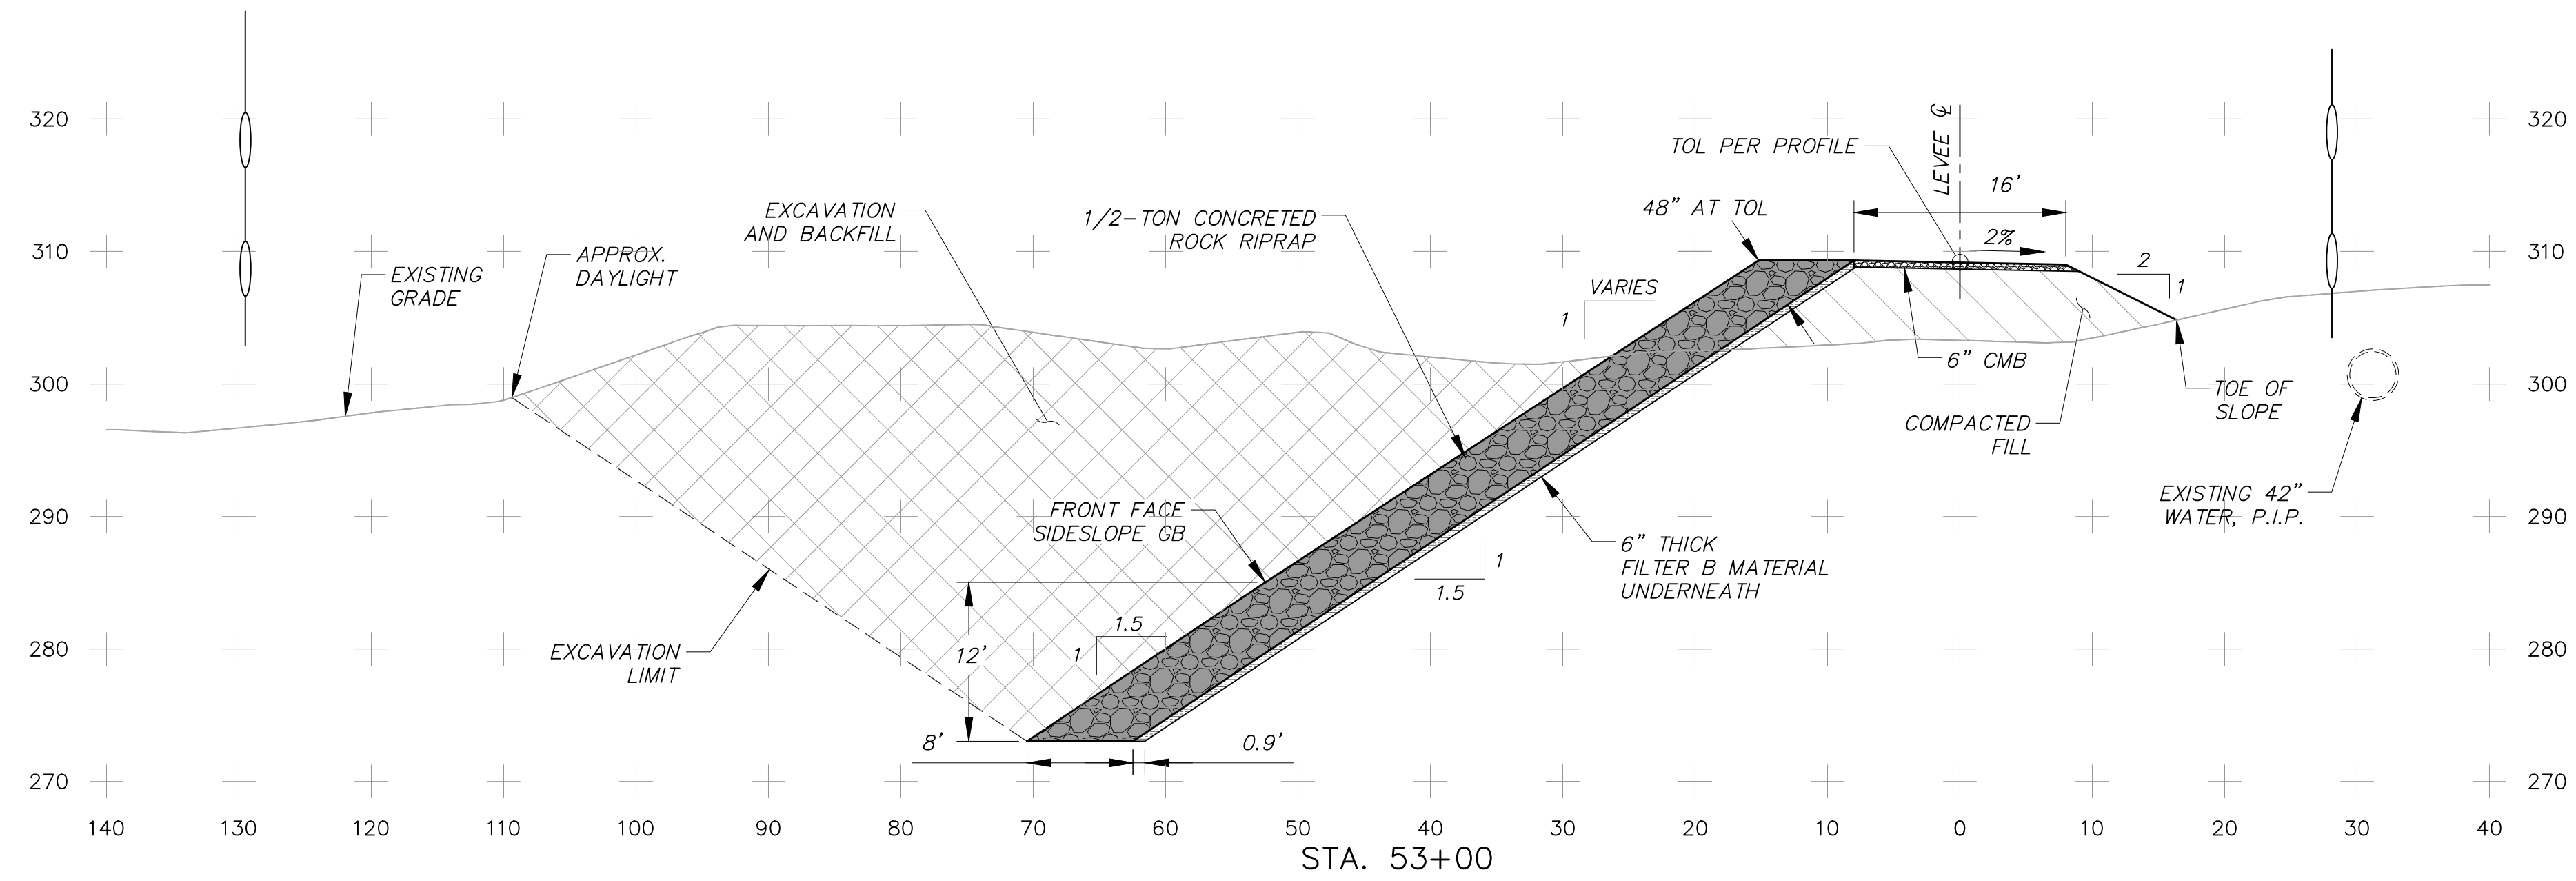 320
310
300
290
280
270
EXISTING
GRADE
APPROX.
DAYLIGHT
EXCAVATION
AND BACKFILL
EXCAVATION
LIMIT
1/2-TON CONCRETED
ROCK RIPRAP
FRONT FACE
SIDESLOPE GB
12'
1
1.5
8'
0.9'
48" AT TOL
VARIES
1
TOL PER PROFILE
LEVEE ℄
16'
2%
2
1
6" CMB
COMPACTED
FILL
TOE OF
SLOPE
EXISTING 42"
WATER, P.I.P.
6" THICK
FILTER B MATERIAL
UNDERNEATH
1
1.5
320
310
300
290
280
270
140 130 120 110 100 90 80 70 60 50 40 30 20 10 0 10 20 30 40
STA. 53+00